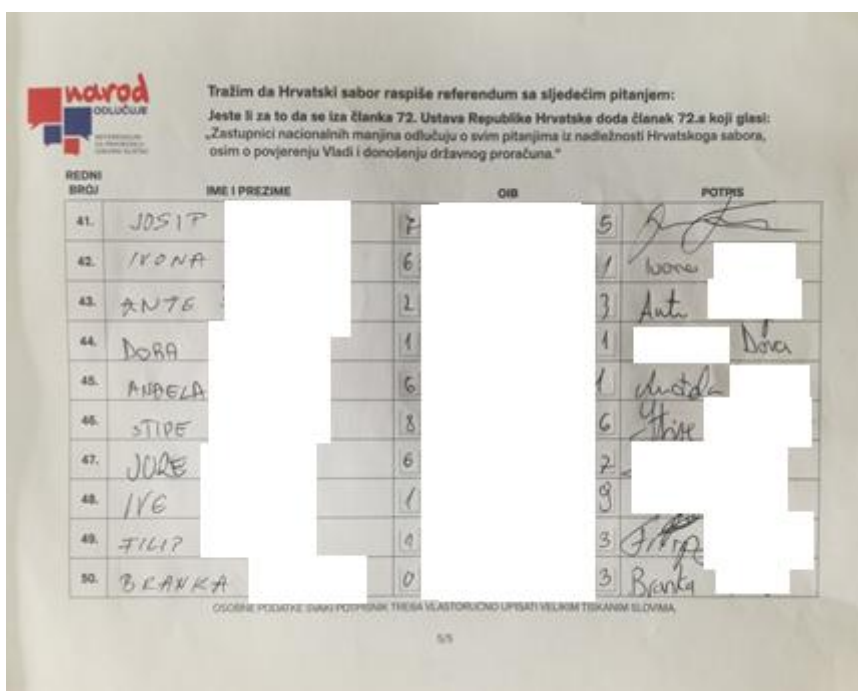 narod
ODLUČUJE
Tražim da Hrvatski sabor raspiše referendum sa sljedećim pitanjem:
Jeste li za to da se iza članka 72. Ustava Republike Hrvatske doda članak 72.a koji glasi:
„Zastupnici nacionalnih manjina odlučuju o svim pitanjima iz nadležnosti Hrvatskoga sabora,
osim o povjerenju Vladi i donošenju državnog proračuna.“
REDNI
BROJ IME I PREZIME OIB POTPIS
41. JOSIP 7 5
42. IVONA 6 1 Ivona
43. ANTE 2 3 Ante
44. DORA 1 1 Dora
45. ANĐELA 6 1
46. STIPE 8 6 Stipe
47. JURE 6 7
48. IVE 1 9
49. FILIP 3 Filip
50. BRANKA 0 3 Branka
OSOBNE PODATKE SVAKI POTPISNIK TREBA VLASTORUČNO UPISATI VELIKIM TISKANIM SLOVIMA.
5/5